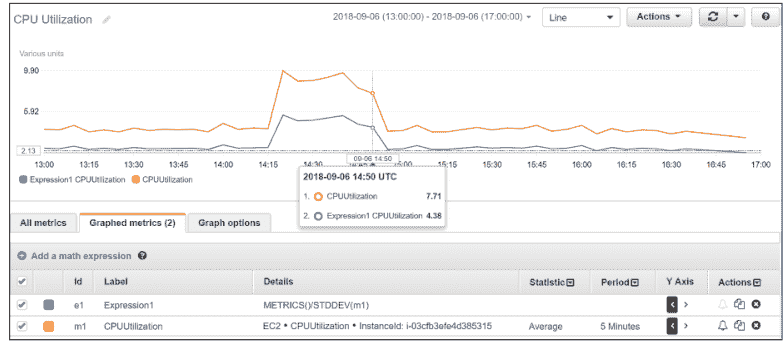 CPU Utilization 2018-09-06 (13:00:00) - 2018-09-06 (17:00:00) Line Actions
Various units
9.90
6.92
2.13
13:00 13:15 13:30 13:45 14:00 14:15 14:30 09-06 14:50 15:00 15:15 15:30 15:45 16:00 16:15 16:30 16:45 17:00
Expression1 CPUUtilization CPUUtilization
2018-09-06 14:50 UTC
1. CPUUtilization 7.71
2. Expression1 CPUUtilization 4.38
All metrics Graphed metrics (2) Graph options
Add a math expression
Id Label Details Statistic Period Y Axis Actions
e1 Expression1 METRICS()/STDDEV(m1)
m1 CPUUtilization EC2 • CPUUtilization • InstanceId: i-03cfb3efe4d385315 Average 5 Minutes